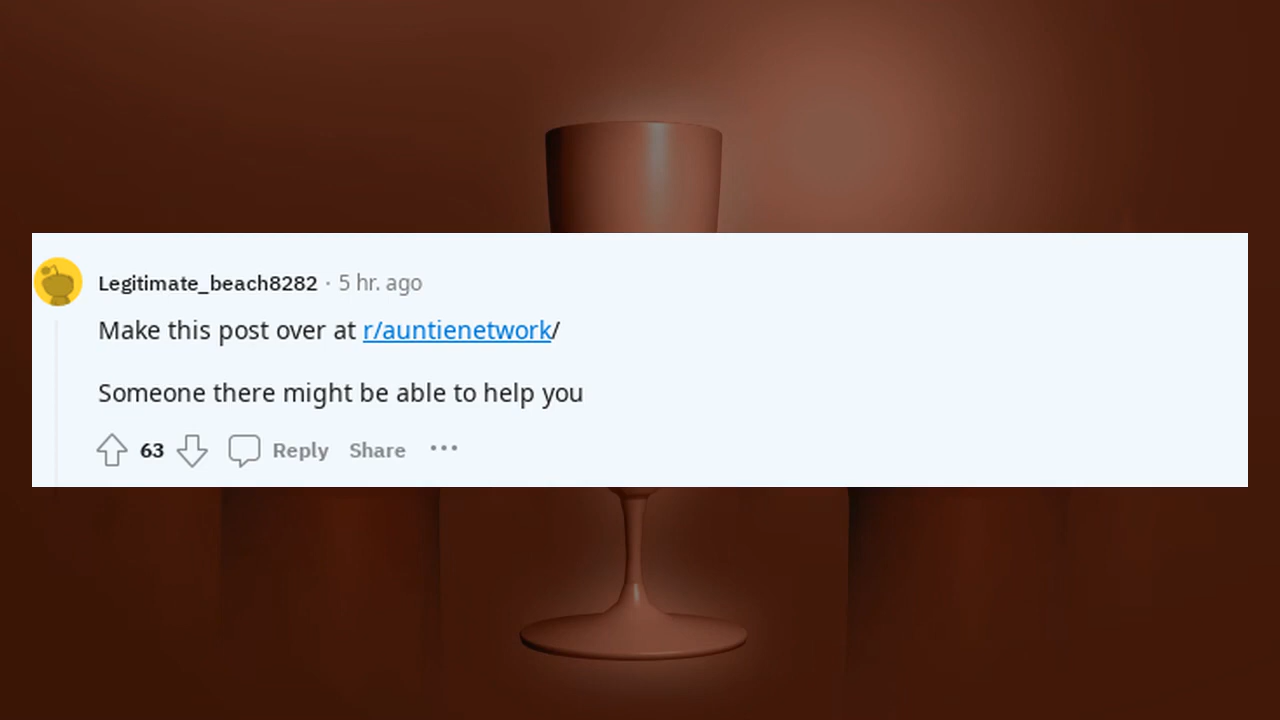 Legitimate_beach8282 · 5 hr. ago
Make this post over at r/auntienetwork/
Someone there might be able to help you
63 Reply Share ···